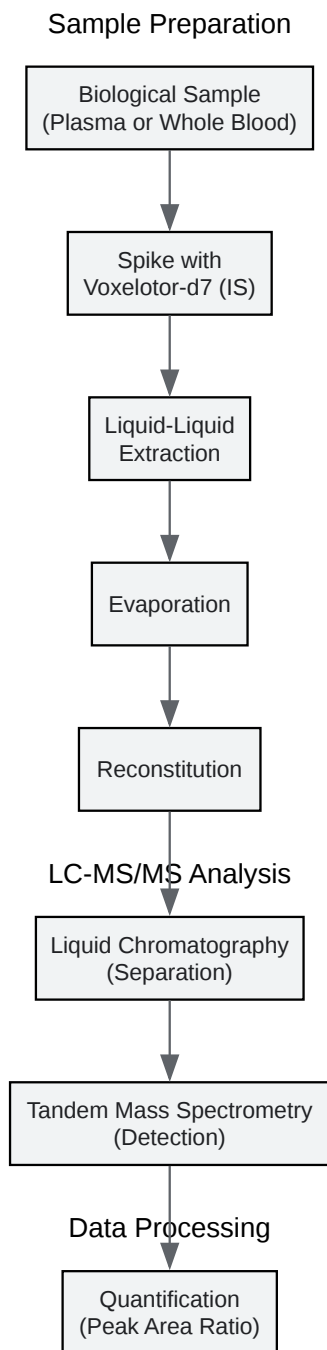 Sample Preparation
Biological Sample
(Plasma or Whole Blood)
Spike with
Voxelotor-d7 (IS)
Liquid-Liquid
Extraction
Evaporation
Reconstitution
LC-MS/MS Analysis
Liquid Chromatography
(Separation)
Tandem Mass Spectrometry
(Detection)
Data Processing
Quantification
(Peak Area Ratio)